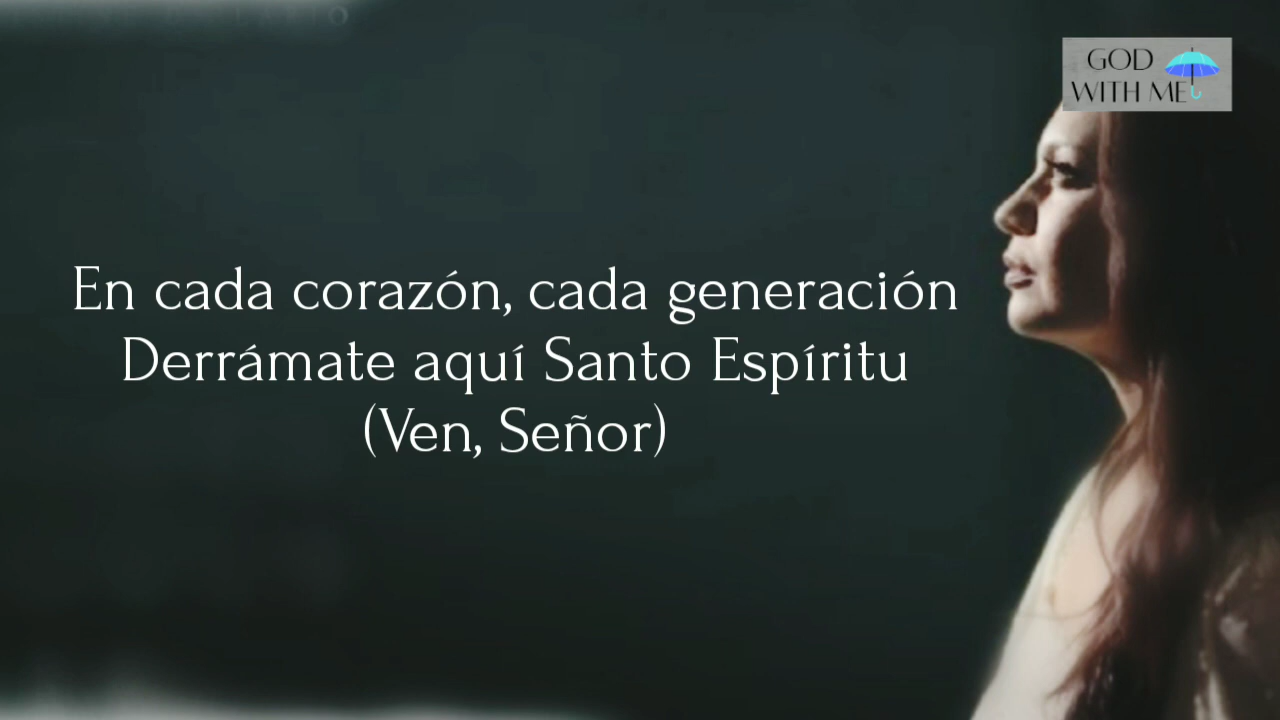 GOD
WITH ME
En cada corazón, cada generación
Derrámate aquí Santo Espíritu
(Ven, Señor)